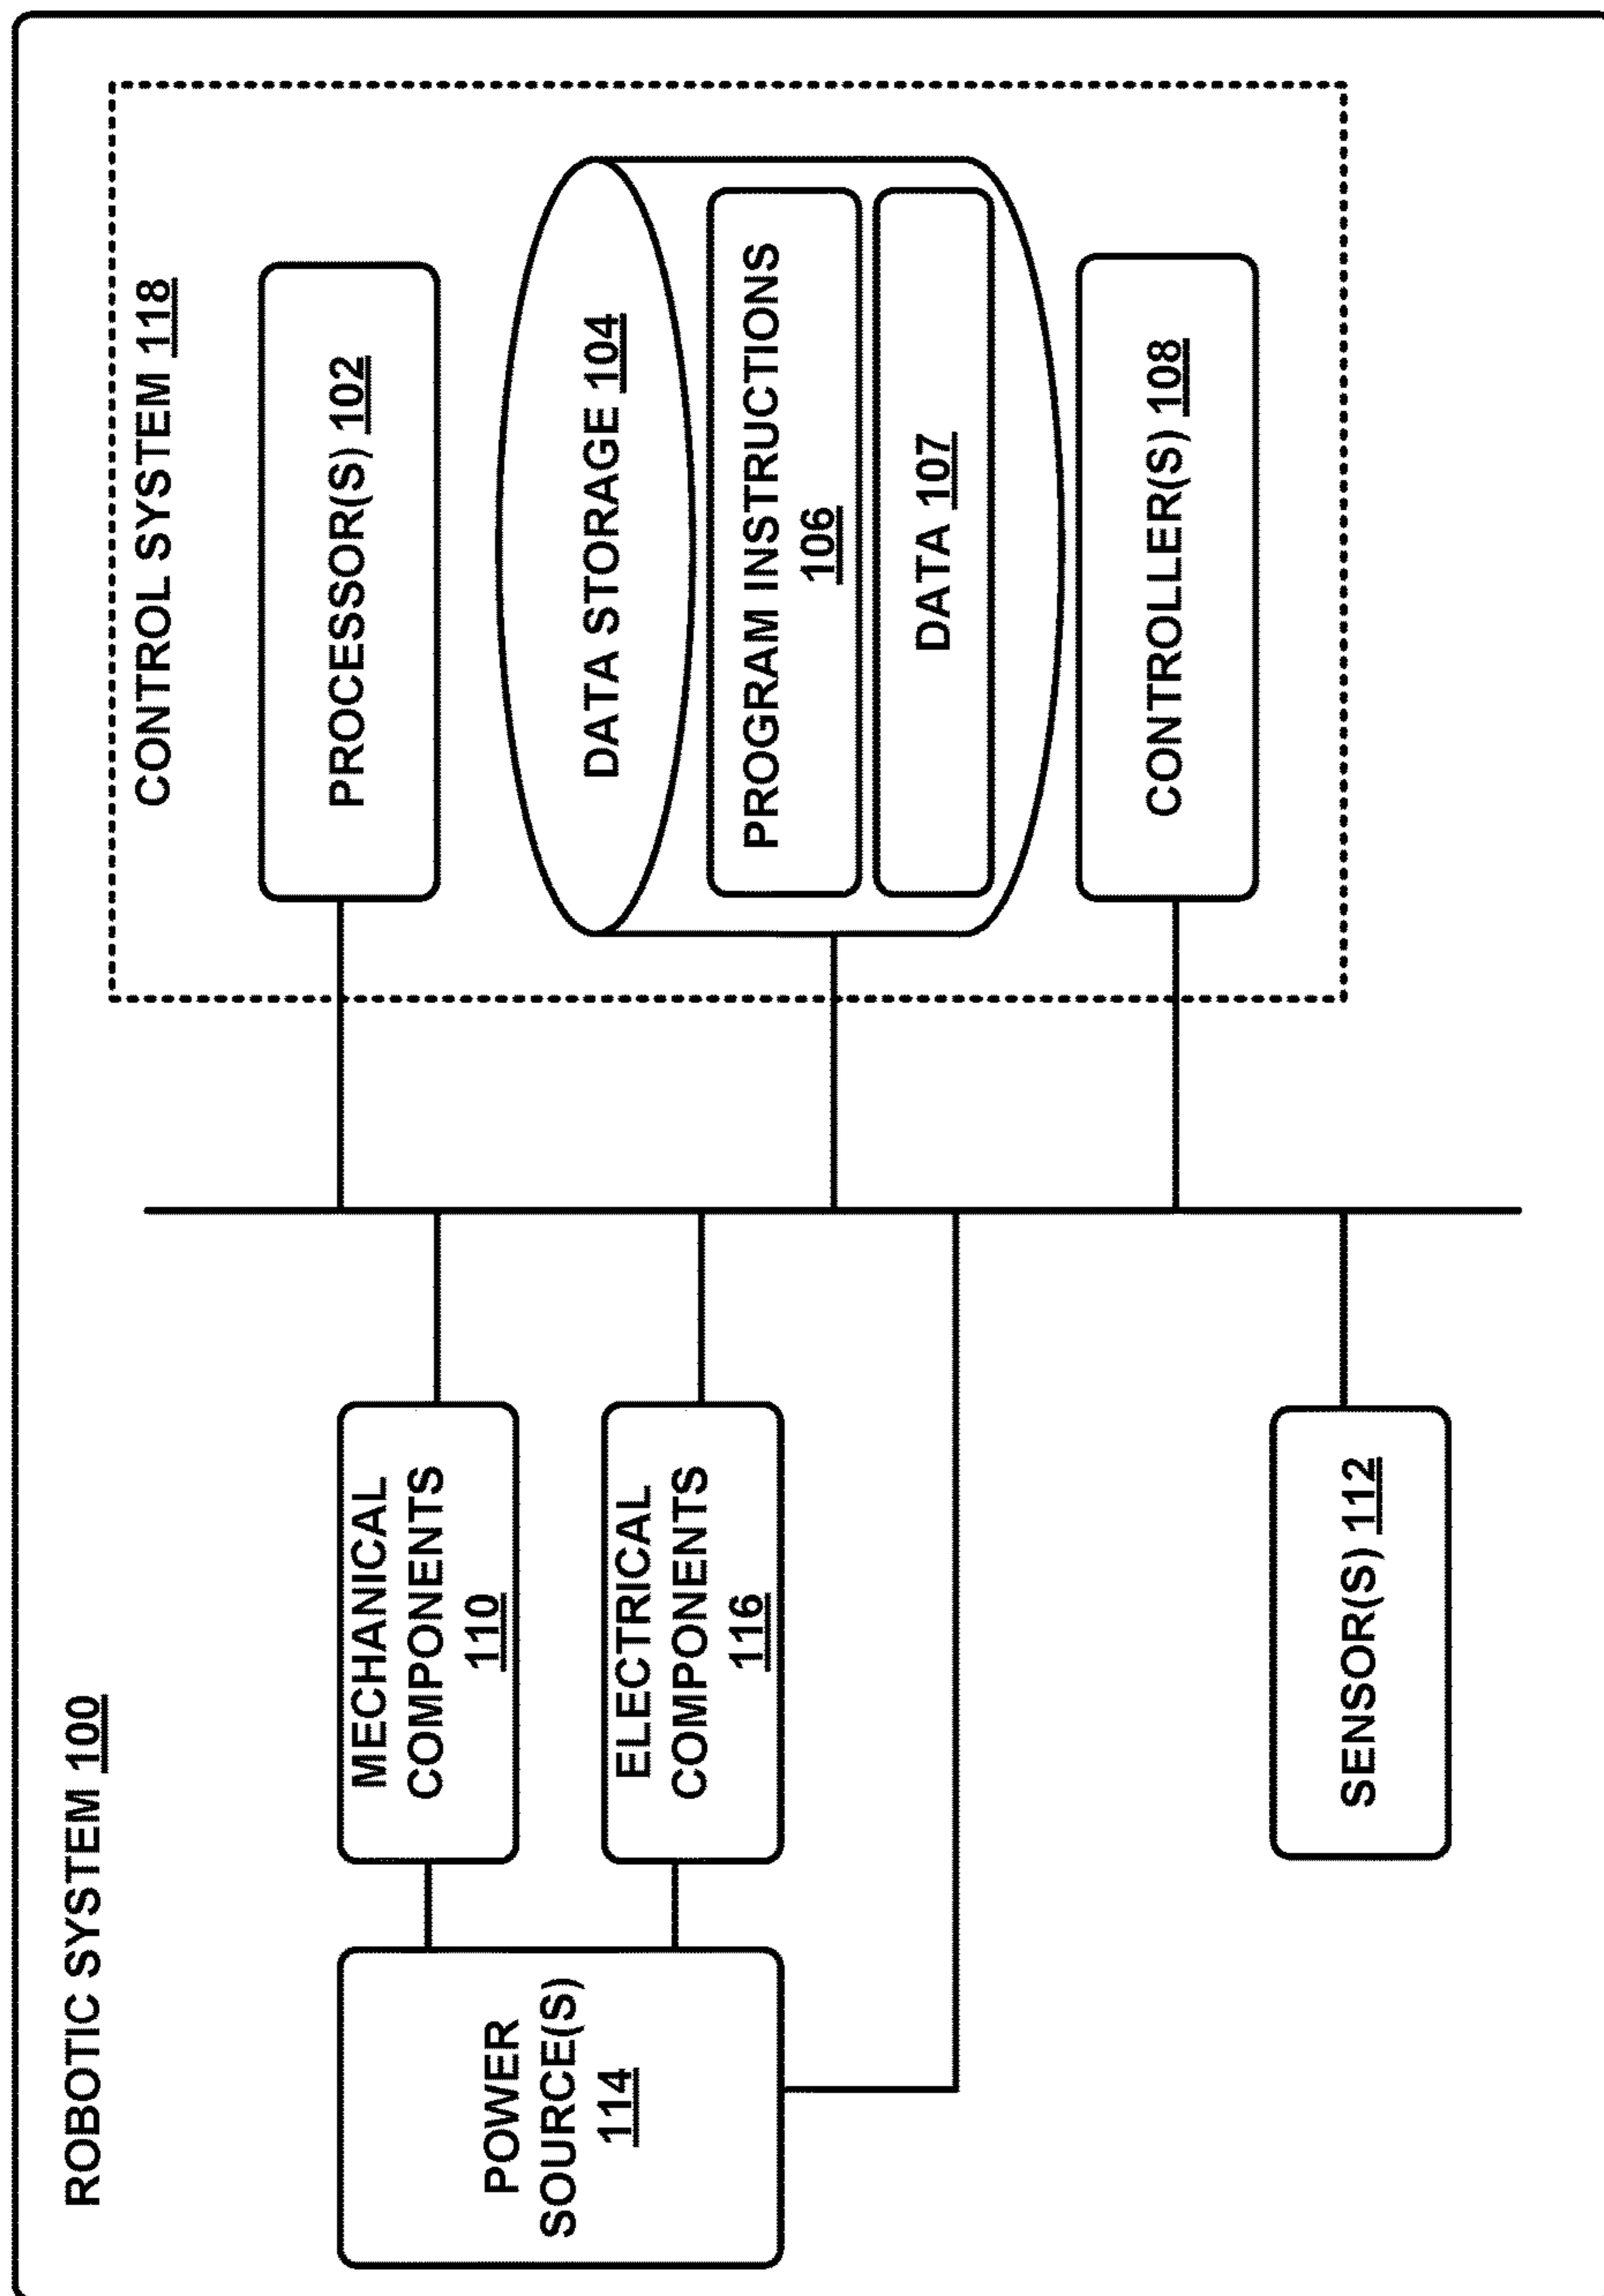 ROBOTIC SYSTEM 100
CONTROL SYSTEM 118
POWER
SOURCE(S)
114
MECHANICAL
COMPONENTS
110
ELECTRICAL
COMPONENTS
116
SENSOR(S) 112
PROCESSOR(S) 102
DATA STORAGE 104
PROGRAM INSTRUCTIONS
106
DATA 107
CONTROLLER(S) 108